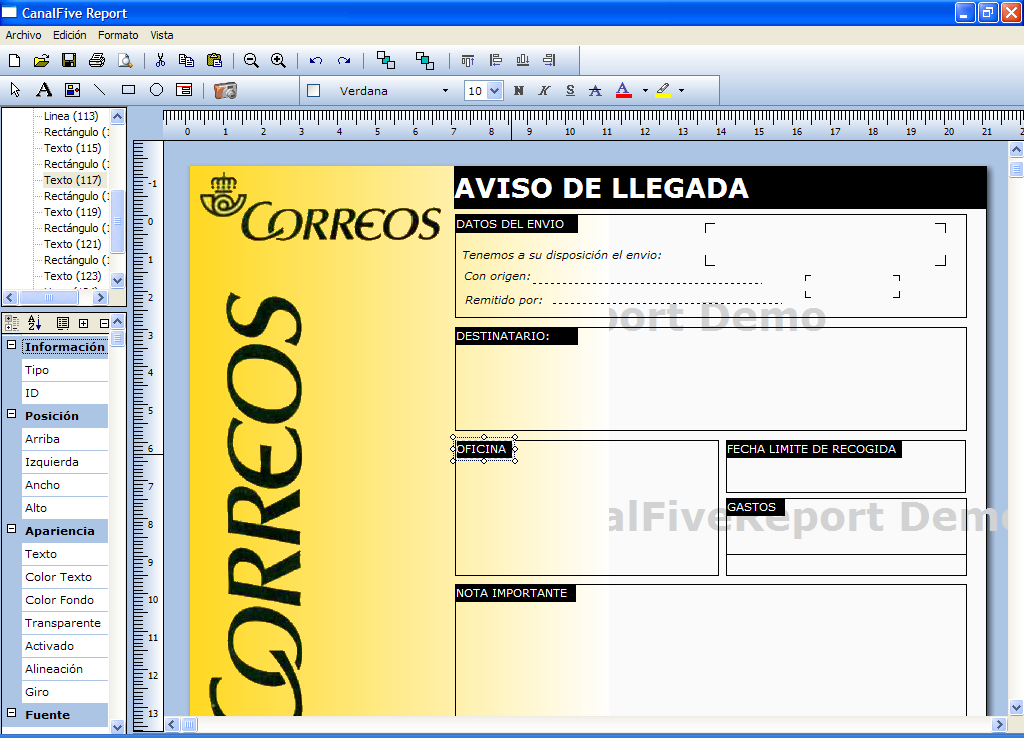 CanalFive Report
Archivo Edición Formato Vista
Verdana 10 N K S A A
Linea (113)
Rectángulo (1
Texto (115)
Rectángulo (1
Texto (117)
Rectángulo (1
Texto (119)
Rectángulo (1
Texto (121)
Rectángulo (1
Texto (123)
Información
Tipo
ID
Posición
Arriba
Izquierda
Ancho
Alto
Apariencia
Texto
Color Texto
Color Fondo
Transparente
Activado
Alineación
Giro
Fuente
0 1 2 3 4 5 6 7 8 9 10 11 12 13 14 15 16 17 18 19 20 21
-1
0
1
2
3
4
5
6
7
8
9
10
11
12
13
CORREOS
CORREOS
AVISO DE LLEGADA
DATOS DEL ENVIO
Tenemos a su disposición el envio:
Con origen:
Remitido por:
port Demo
DESTINATARIO:
OFICINA
FECHA LIMITE DE RECOGIDA
GASTOS
alFiveReport Demo
NOTA IMPORTANTE